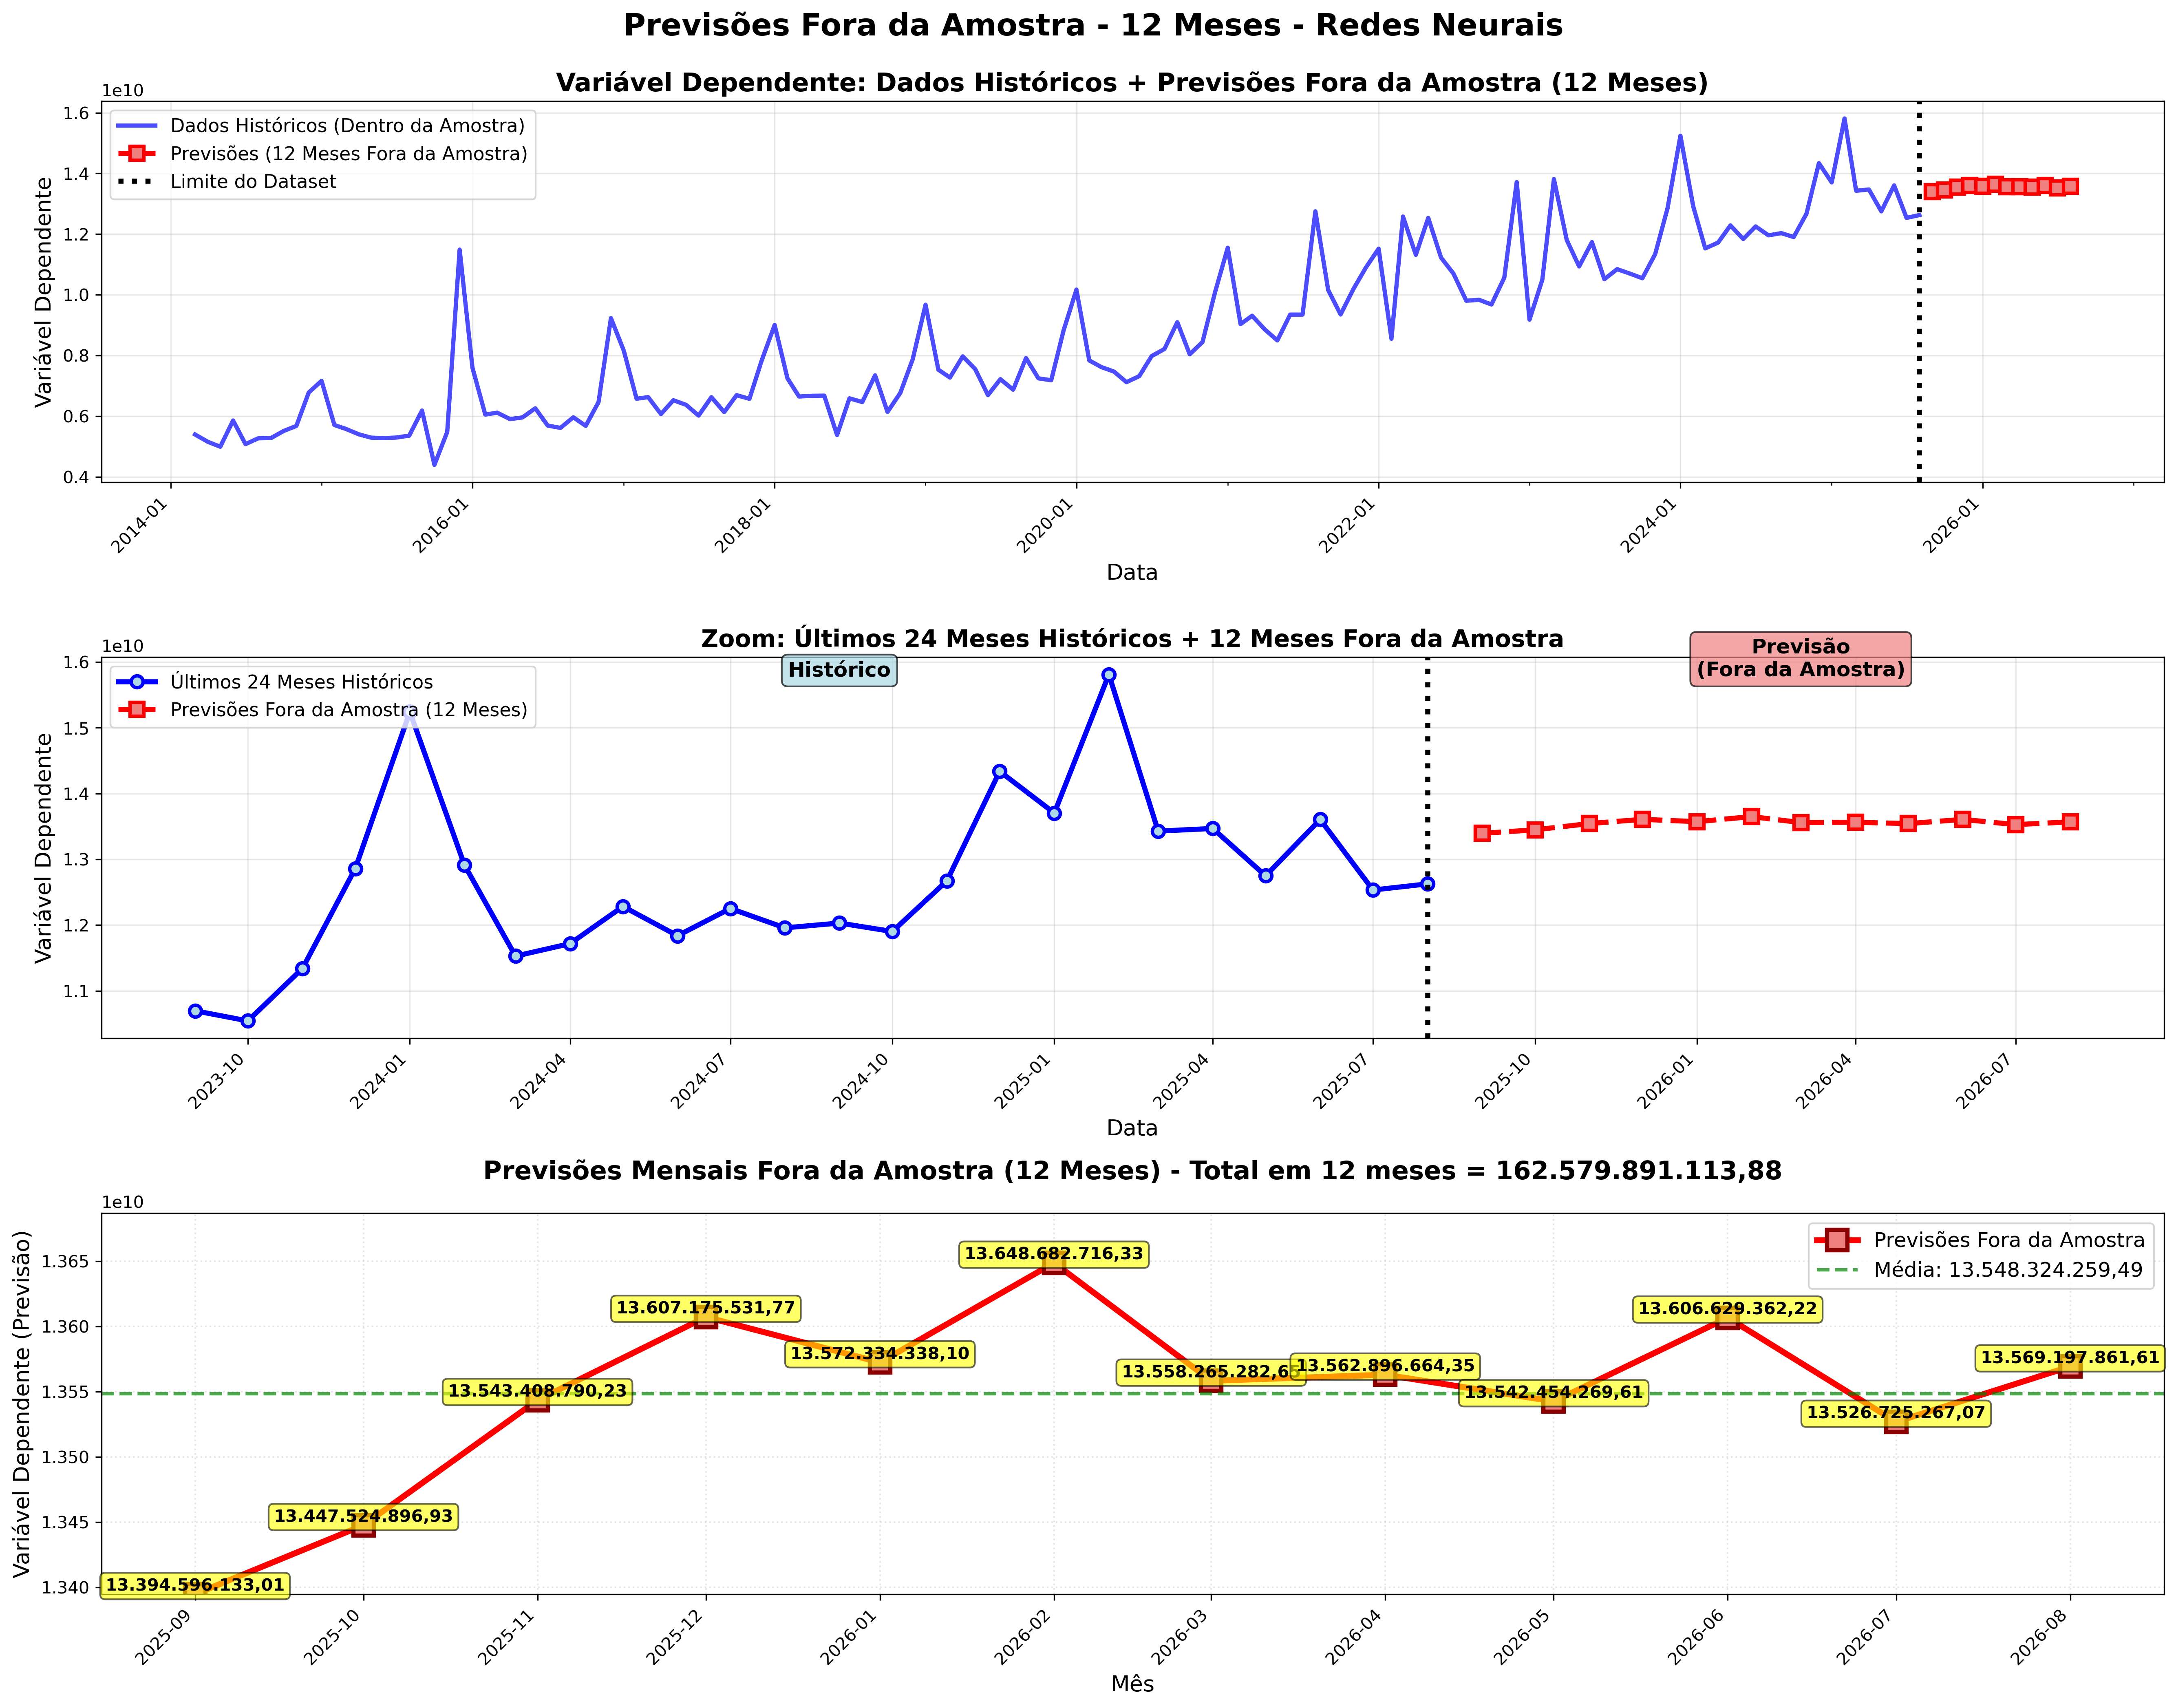 Previsões Fora da Amostra - 12 Meses - Redes Neurais
Variável Dependente: Dados Históricos + Previsões Fora da Amostra (12 Meses)
1e10
Dados Históricos (Dentro da Amostra)
Previsões (12 Meses Fora da Amostra)
Limite do Dataset
Variável Dependente
1.6
1.4
1.2
1.0
0.8
0.6
0.4
2014-01
2016-01
2018-01
2020-01
2022-01
2024-01
2026-01
Data
Zoom: Últimos 24 Meses Históricos + 12 Meses Fora da Amostra
1e10
Histórico
Previsão
(Fora da Amostra)
Últimos 24 Meses Históricos
Previsões Fora da Amostra (12 Meses)
Variável Dependente
1.6
1.5
1.4
1.3
1.2
1.1
2023-10
2024-01
2024-04
2024-07
2024-10
2025-01
2025-04
2025-07
2025-10
2026-01
2026-04
2026-07
Data
Previsões Mensais Fora da Amostra (12 Meses) - Total em 12 meses = 162.579.891.113,88
1e10
Previsões Fora da Amostra
Média: 13.548.324.259,49
Variável Dependente (Previsão)
1.365
1.360
1.355
1.350
1.345
1.340
13.394.596.133,01
13.447.524.896,93
13.543.408.790,23
13.607.175.531,77
13.572.334.338,10
13.648.682.716,33
13.558.265.282,65
13.562.896.664,35
13.542.454.269,61
13.606.629.362,22
13.526.725.267,07
13.569.197.861,61
2025-09
2025-10
2025-11
2025-12
2026-01
2026-02
2026-03
2026-04
2026-05
2026-06
2026-07
2026-08
Mês